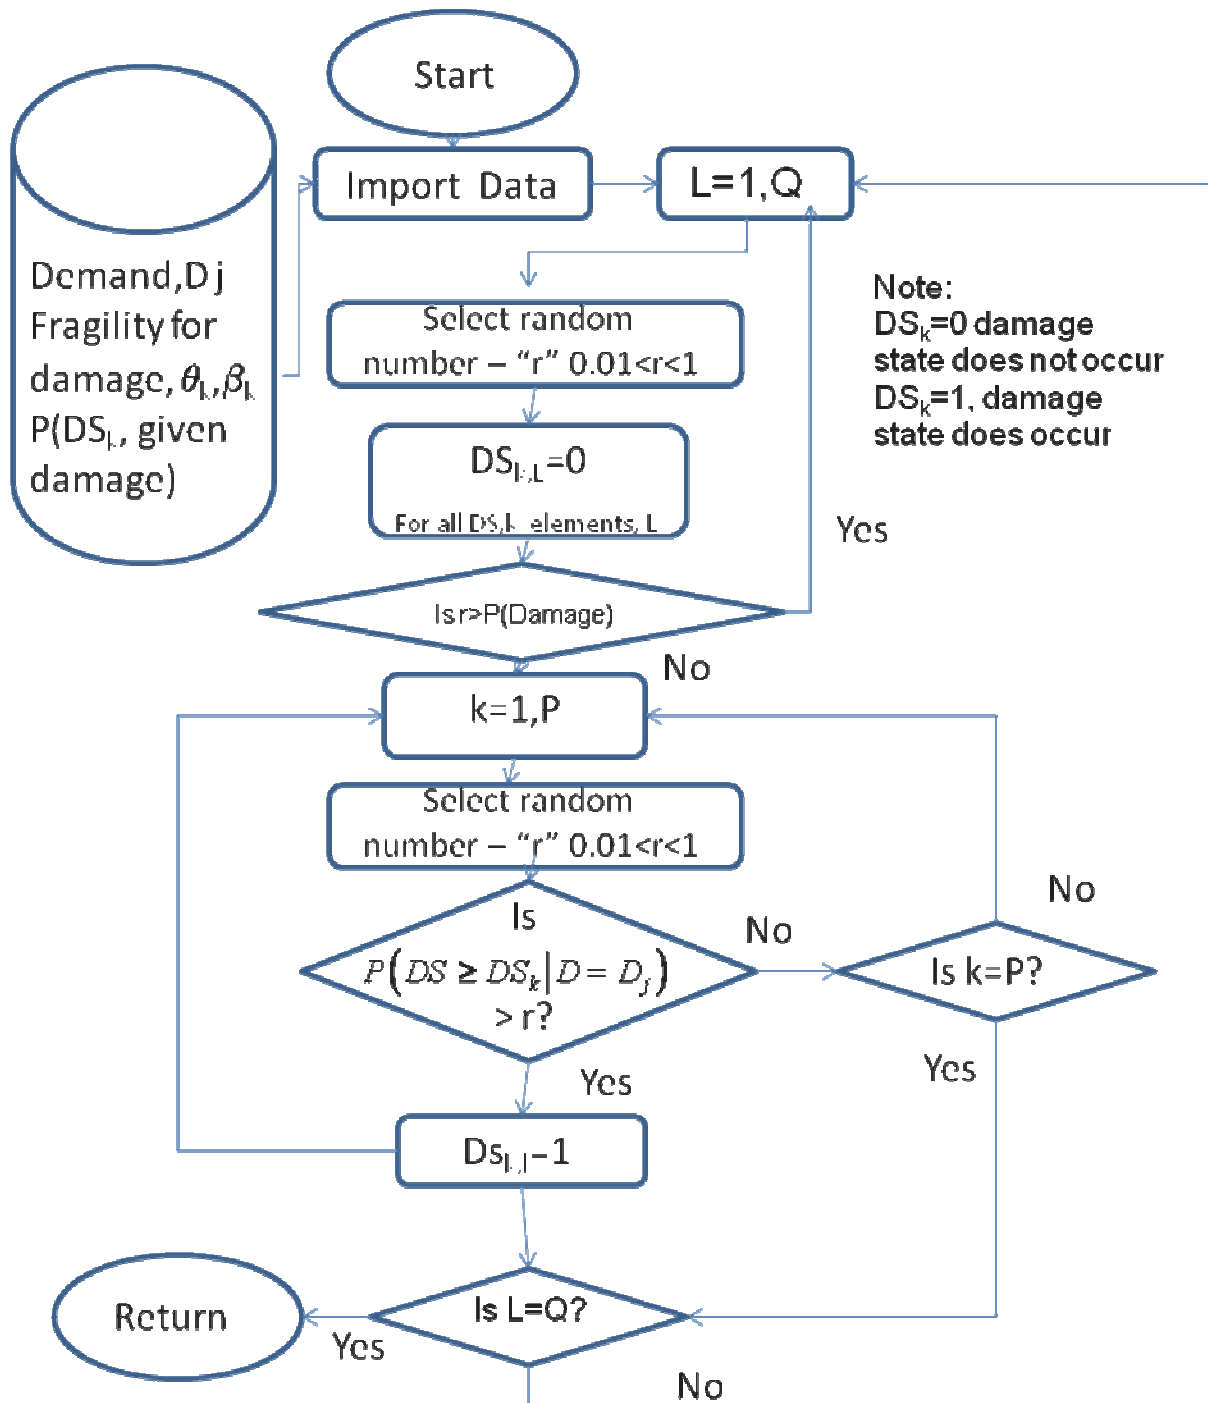 Start
Import Data
L=1,Q
Demand,Dj
Fragility for
damage, θk,βk
P(DSk, given
damage)
Select random
number – “r” 0.01<r<1
Note:
DSk=0 damage
state does not occur
DSk=1, damage
state does occur
DSk,L=0
For all DS,k elements, L
Yes
Is r>P(Damage)
No
k=1,P
Select random
number – “r” 0.01<r<1
Is
P(DS ≥ DSk|D = Dj)
> r?
No
Is k=P?
No
Yes
Yes
Dsk,l=1
Is L=Q?
Return
Yes
No